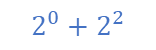 2⁰ + 2²